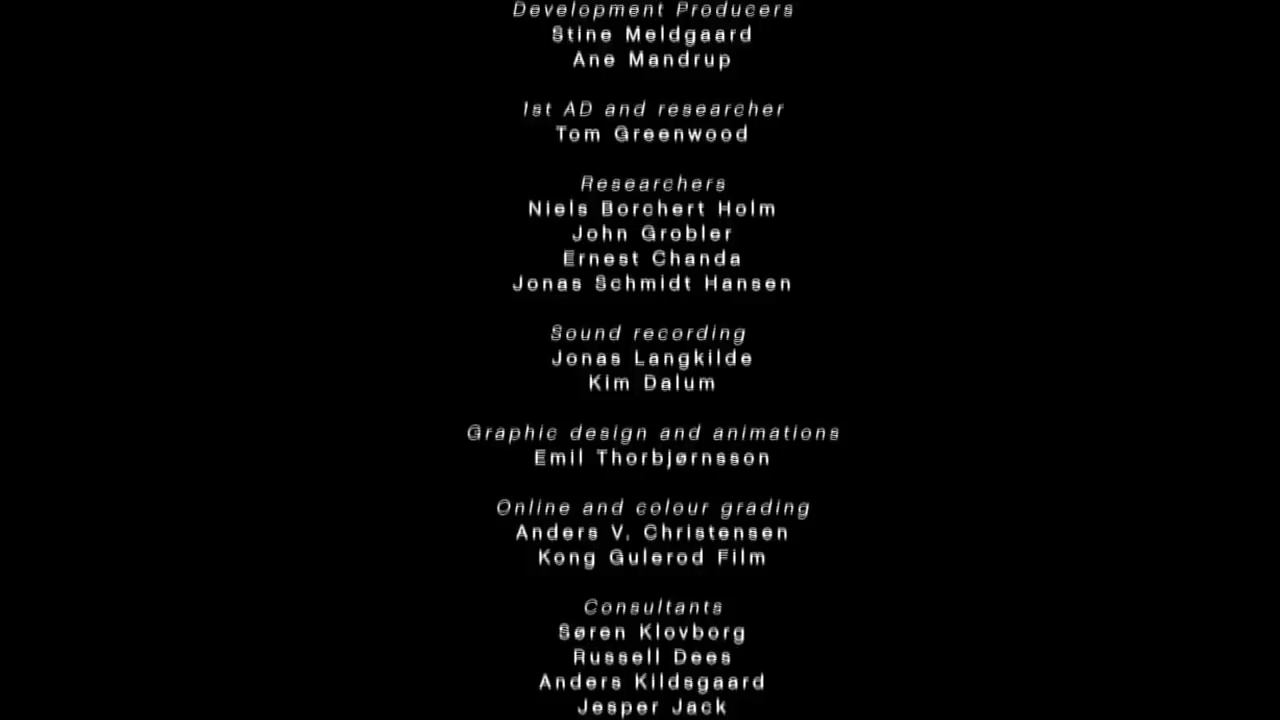 Development Producers
Stine Meldgaard
Ane Mandrup
1st AD and researcher
Tom Greenwood
Researchers
Niels Borchert Holm
John Grobler
Ernest Chanda
Jonas Schmidt Hansen
Sound recording
Jonas Langkilde
Kim Dalum
Graphic design and animations
Emil Thorbjørnsson
Online and colour grading
Anders V. Christensen
Kong Gulerod Film
Consultants
Søren Klovborg
Russell Dees
Anders Kildsgaard
Jesper Jack